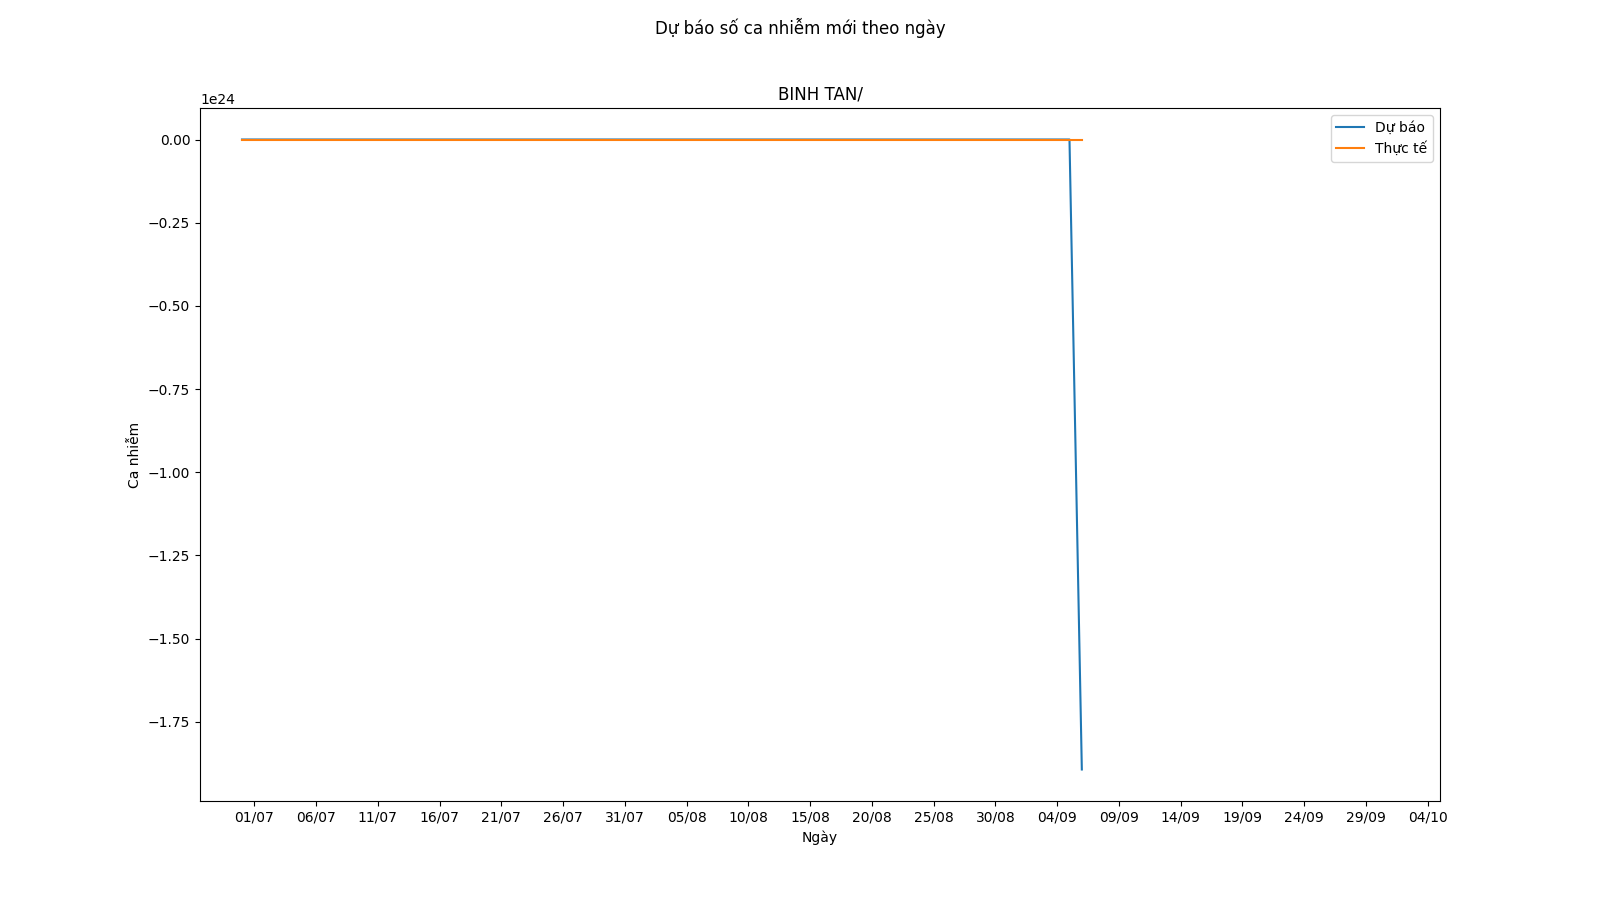 Dự báo số ca nhiễm mới theo ngày
BINH TAN/
1e24
Dự báo
Thực tế
0.00
−0.25
−0.50
−0.75
−1.00
−1.25
−1.50
−1.75
Ca nhiễm
01/07 06/07 11/07 16/07 21/07 26/07 31/07 05/08 10/08 15/08 20/08 25/08 30/08 04/09 09/09 14/09 19/09 24/09 29/09 04/10
Ngày